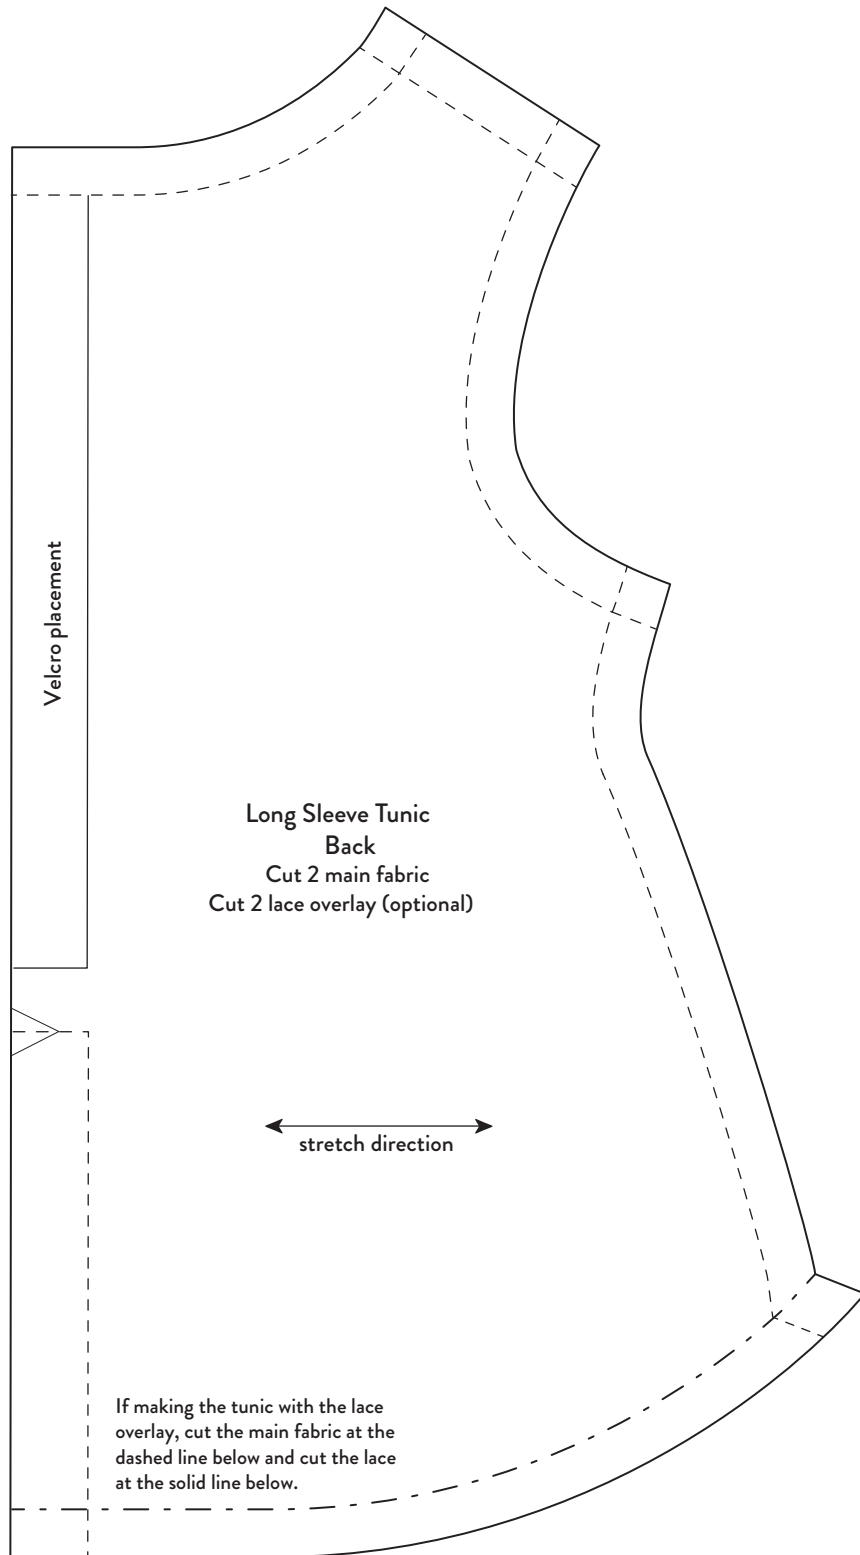 Velcro placement
Long Sleeve Tunic
Back
Cut 2 main fabric
Cut 2 lace overlay (optional)
stretch direction
If making the tunic with the lace
overlay, cut the main fabric at the
dashed line below and cut the lace
at the solid line below.